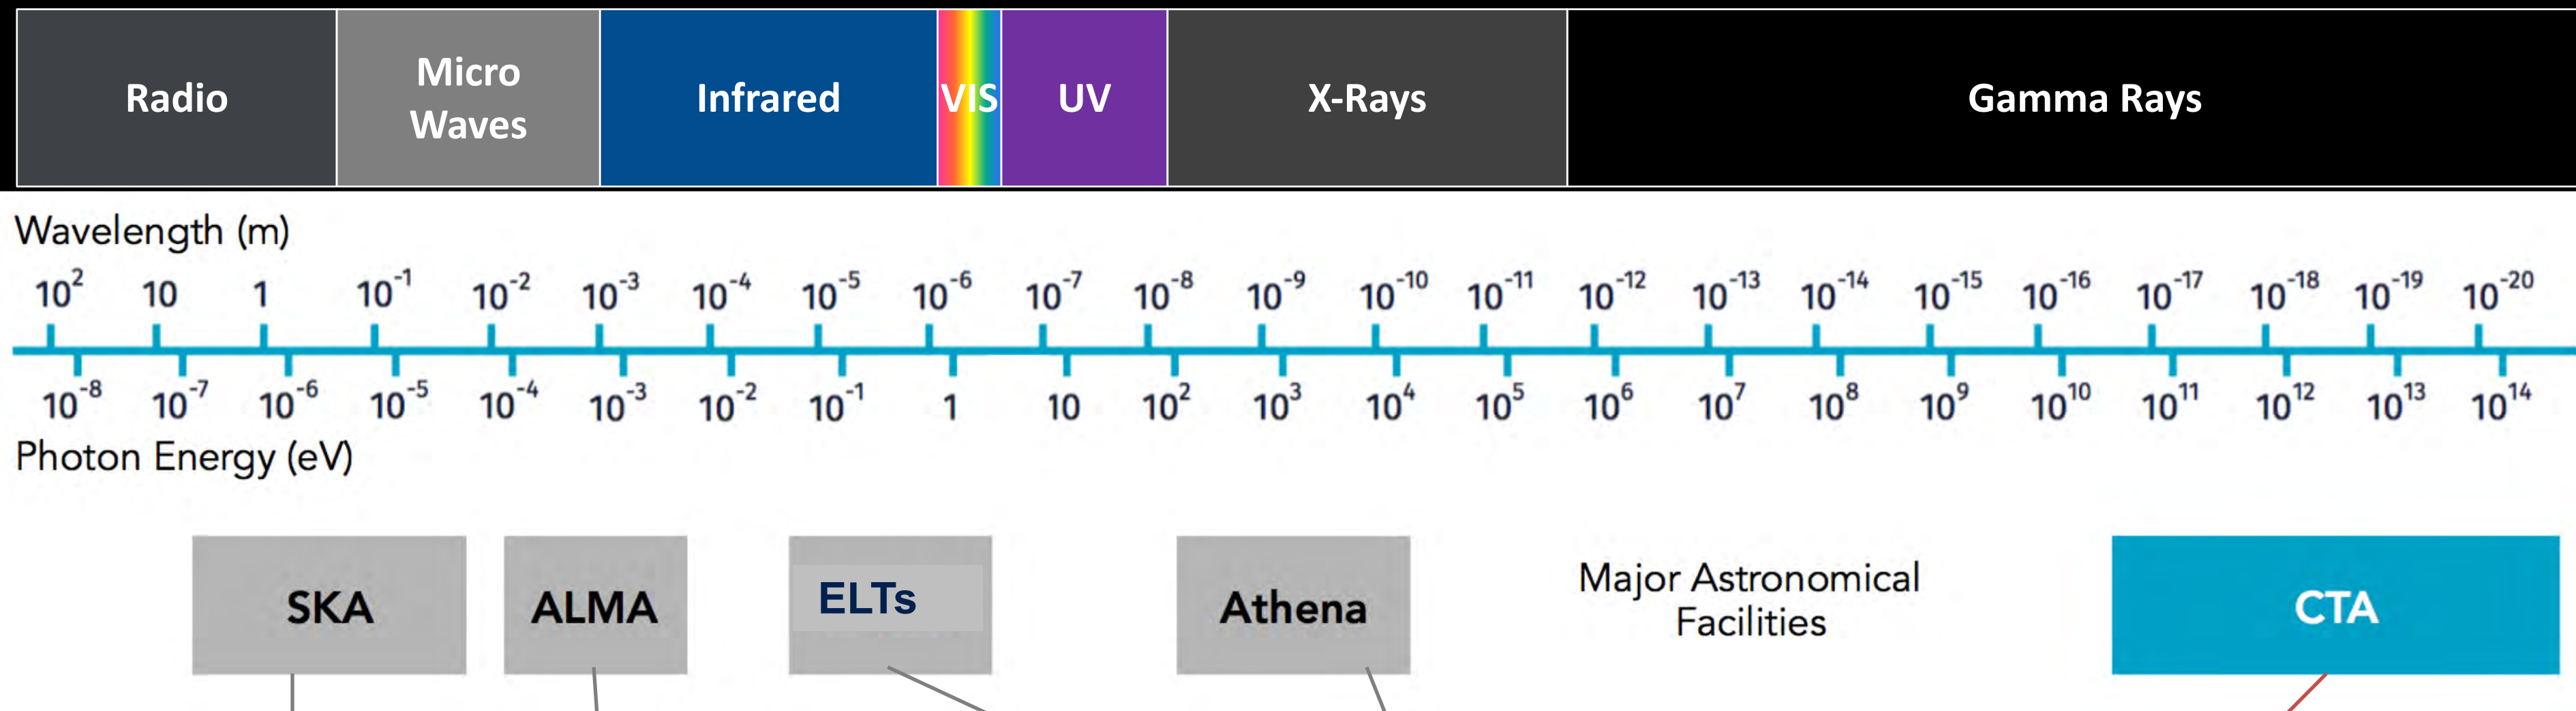 Radio
Micro
Waves
Infrared
VIS
UV
X-Rays
Gamma Rays
Wavelength (m)
10² 10 1 10⁻¹ 10⁻² 10⁻³ 10⁻⁴ 10⁻⁵ 10⁻⁶ 10⁻⁷ 10⁻⁸ 10⁻⁹ 10⁻¹⁰ 10⁻¹¹ 10⁻¹² 10⁻¹³ 10⁻¹⁴ 10⁻¹⁵ 10⁻¹⁶ 10⁻¹⁷ 10⁻¹⁸ 10⁻¹⁹ 10⁻²⁰
10⁻⁸ 10⁻⁷ 10⁻⁶ 10⁻⁵ 10⁻⁴ 10⁻³ 10⁻² 10⁻¹ 1 10 10² 10³ 10⁴ 10⁵ 10⁶ 10⁷ 10⁸ 10⁹ 10¹⁰ 10¹¹ 10¹² 10¹³ 10¹⁴
Photon Energy (eV)
SKA
ALMA
ELTs
Athena
Major Astronomical
Facilities
CTA